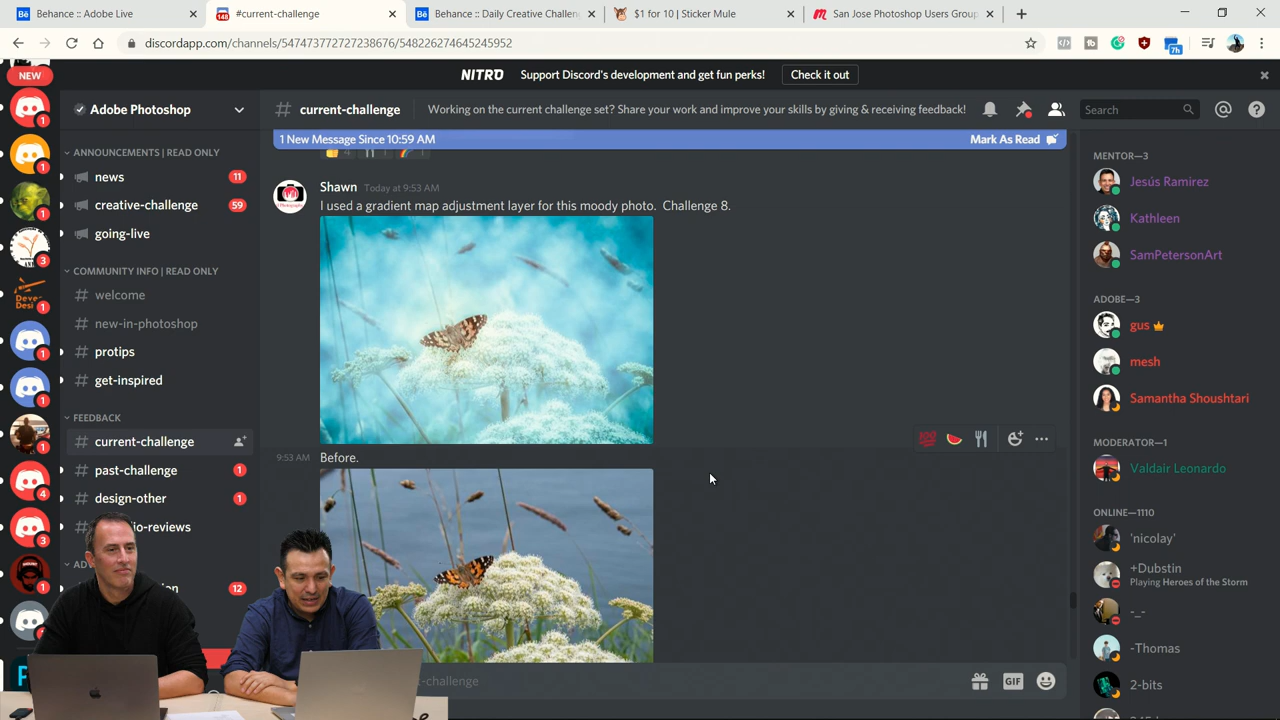 Behance :: Adobe Live
#current-challenge
Behance :: Daily Creative Challen
$1 for 10 | Sticker Mule
San Jose Photoshop Users Group
discordapp.com/channels/547473772727238676/548226274645245952
7h
NEW
NITRO
Support Discord's development and get fun perks!
Check it out
Adobe Photoshop
# current-challenge
Working on the current challenge set? Share your work and improve your skills by giving & receiving feedback!
Search
1 New Message Since 10:59 AM
Mark As Read
ANNOUNCEMENTS | READ ONLY
news
11
creative-challenge
59
going-live
COMMUNITY INFO | READ ONLY
# welcome
# new-in-photoshop
# protips
# get-inspired
FEEDBACK
# current-challenge
# past-challenge
1
# design-other
1
io-reviews
12
Shawn Today at 9:53 AM
I used a gradient map adjustment layer for this moody photo. Challenge 8.
9:53 AM Before.
-challenge
GIF
MENTOR—3
Jesús Ramirez
Kathleen
SamPetersonArt
ADOBE—3
gus
mesh
Samantha Shoushtari
MODERATOR—1
Valdair Leonardo
ONLINE—1110
'nicolay'
+Dubstin
Playing Heroes of the Storm
-_-
-Thomas
2-bits